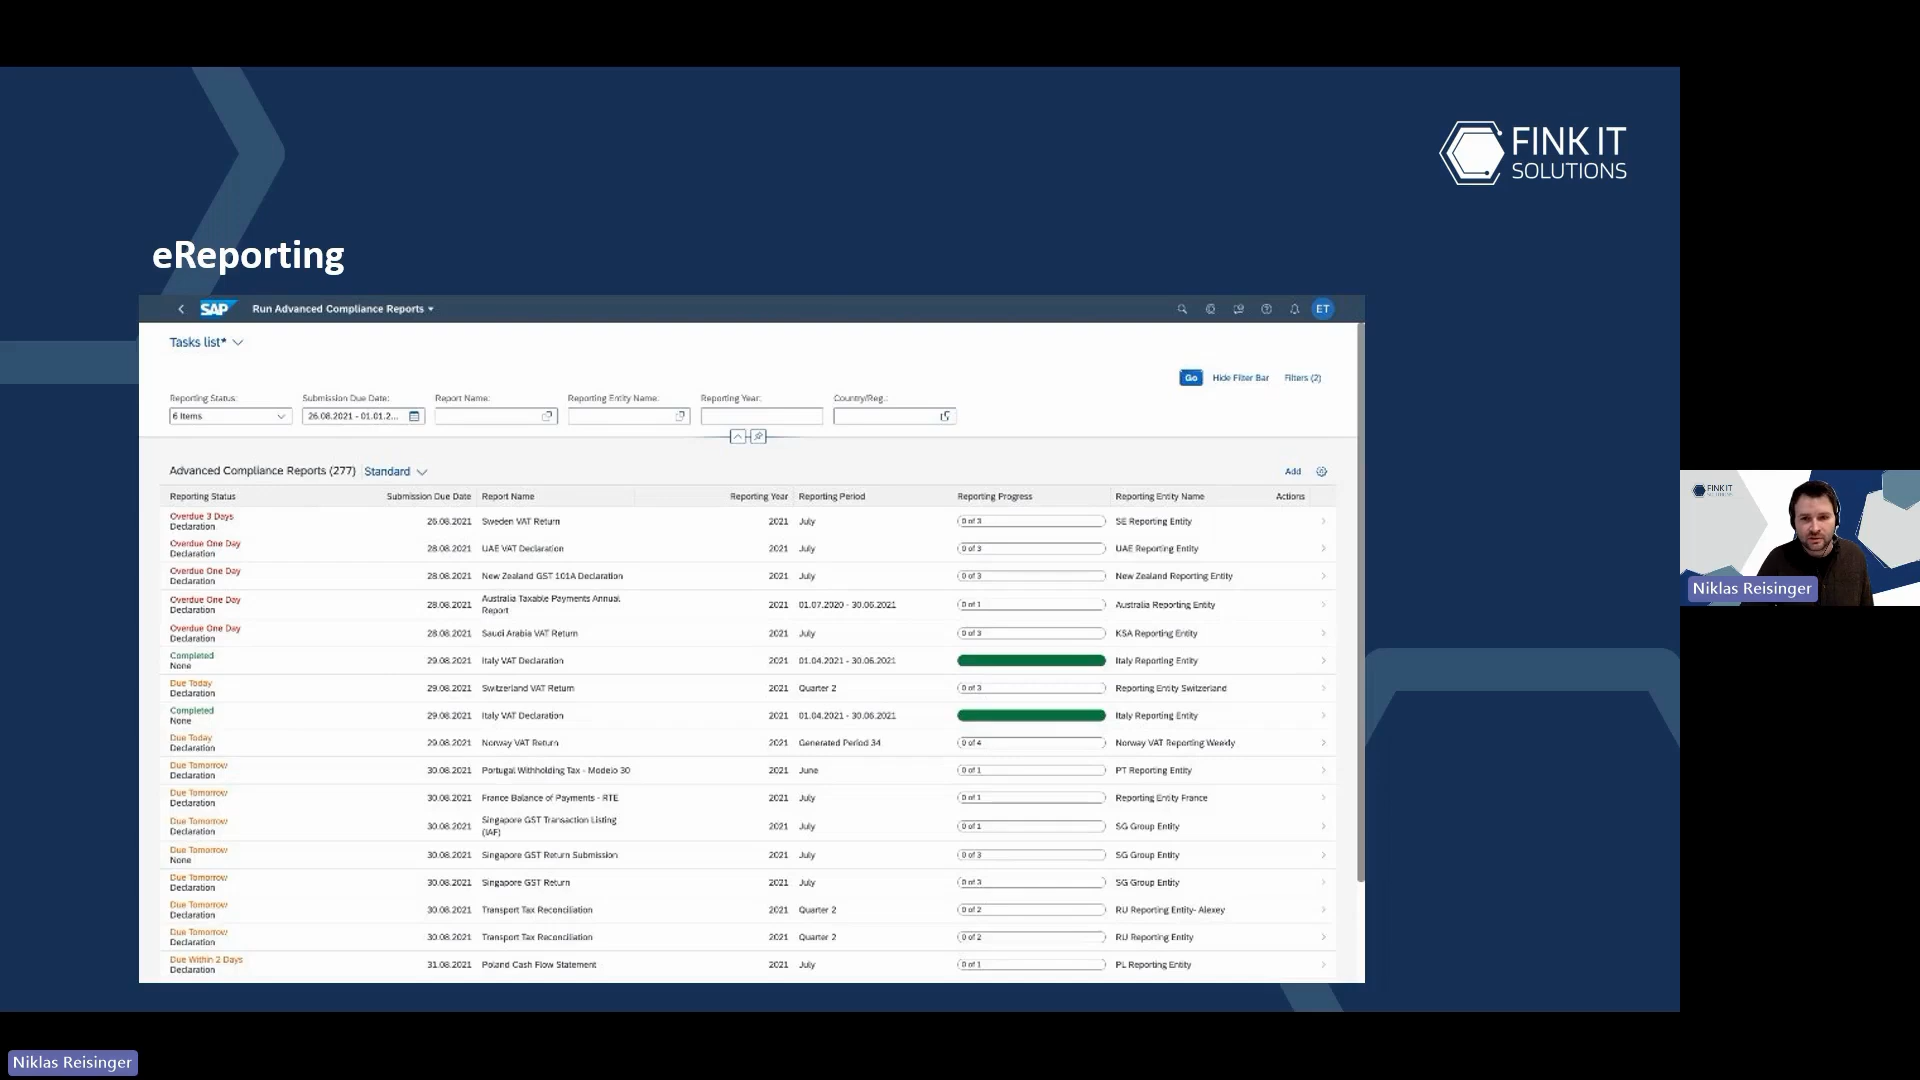 FINK IT
SOLUTIONS
eReporting
SAP Run Advanced Compliance Reports ET
Tasks list*
Go Hide Filter Bar Filters (2)
Reporting Status: Submission Due Date: Report Name: Reporting Entity Name: Reporting Year: Country/Reg..:
6 Items 26.08.2021 - 01.01.2...
Advanced Compliance Reports (277) Standard Add
Reporting Status Submission Due Date Report Name Reporting Year Reporting Period Reporting Progress Reporting Entity Name Actions
Overdue 3 Days
Declaration 26.08.2021 Sweden VAT Return 2021 July 0 of 3 SE Reporting Entity
Overdue One Day
Declaration 28.08.2021 UAE VAT Declaration 2021 July 0 of 3 UAE Reporting Entity
Overdue One Day
Declaration 28.08.2021 New Zealand GST 101A Declaration 2021 July 0 of 3 New Zealand Reporting Entity
Overdue One Day
Declaration 28.08.2021 Australia Taxable Payments Annual
Report 2021 01.07.2020 - 30.06.2021 0 of 1 Australia Reporting Entity
Overdue One Day
Declaration 28.08.2021 Saudi Arabia VAT Return 2021 July 0 of 3 KSA Reporting Entity
Completed
None 29.08.2021 Italy VAT Declaration 2021 01.04.2021 - 30.06.2021 Italy Reporting Entity
Due Today
Declaration 29.08.2021 Switzerland VAT Return 2021 Quarter 2 0 of 3 Reporting Entity Switzerland
Completed
None 29.08.2021 Italy VAT Declaration 2021 01.04.2021 - 30.06.2021 Italy Reporting Entity
Due Today
Declaration 29.08.2021 Norway VAT Return 2021 Generated Period 34 0 of 4 Norway VAT Reporting Weekly
Due Tomorrow
Declaration 30.08.2021 Portugal Withholding Tax - Modelo 30 2021 June 0 of 1 PT Reporting Entity
Due Tomorrow
Declaration 30.08.2021 France Balance of Payments - RTE 2021 July 0 of 1 Reporting Entity France
Due Tomorrow
Declaration 30.08.2021 Singapore GST Transaction Listing
(IAF) 2021 July 0 of 1 SG Group Entity
Due Tomorrow
None 30.08.2021 Singapore GST Return Submission 2021 July 0 of 3 SG Group Entity
Due Tomorrow
Declaration 30.08.2021 Singapore GST Return 2021 July 0 of 3 SG Group Entity
Due Tomorrow
Declaration 30.08.2021 Transport Tax Reconciliation 2021 Quarter 2 0 of 2 RU Reporting Entity- Alexey
Due Tomorrow
Declaration 30.08.2021 Transport Tax Reconciliation 2021 Quarter 2 0 of 2 RU Reporting Entity
Due Within 2 Days
Declaration 31.08.2021 Poland Cash Flow Statement 2021 July 0 of 1 PL Reporting Entity
FINK IT
SOLUTIONS
Niklas Reisinger
Niklas Reisinger